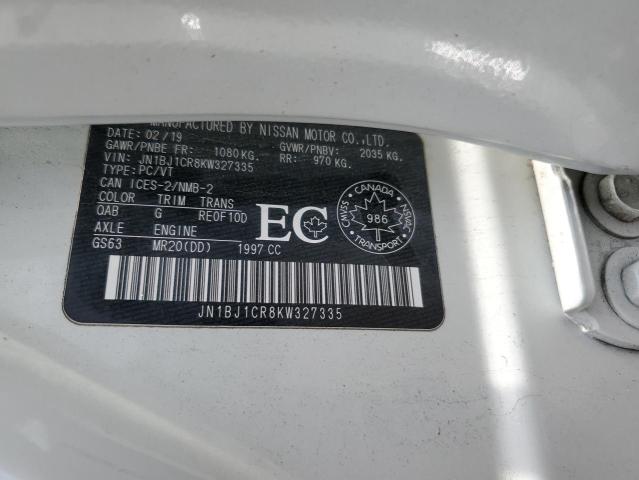 MANUFACTURED BY NISSAN MOTOR CO.,LTD.
DATE: 02/19
GAWR/PNBE FR: 1080 KG. GVWR/PNBV: 2035 KG.
RR: 970 KG.
VIN: JN1BJ1CR8KW327335
TYPE: PC/VT
CAN ICES-2/NMB-2
COLOR TRIM TRANS
QAB G RE0F10D
AXLE ENGINE
GS63 MR20(DD) 1997 CC
EC
CANADA
CMVSS
986
NSVAC
TRANSPORT
JN1BJ1CR8KW327335